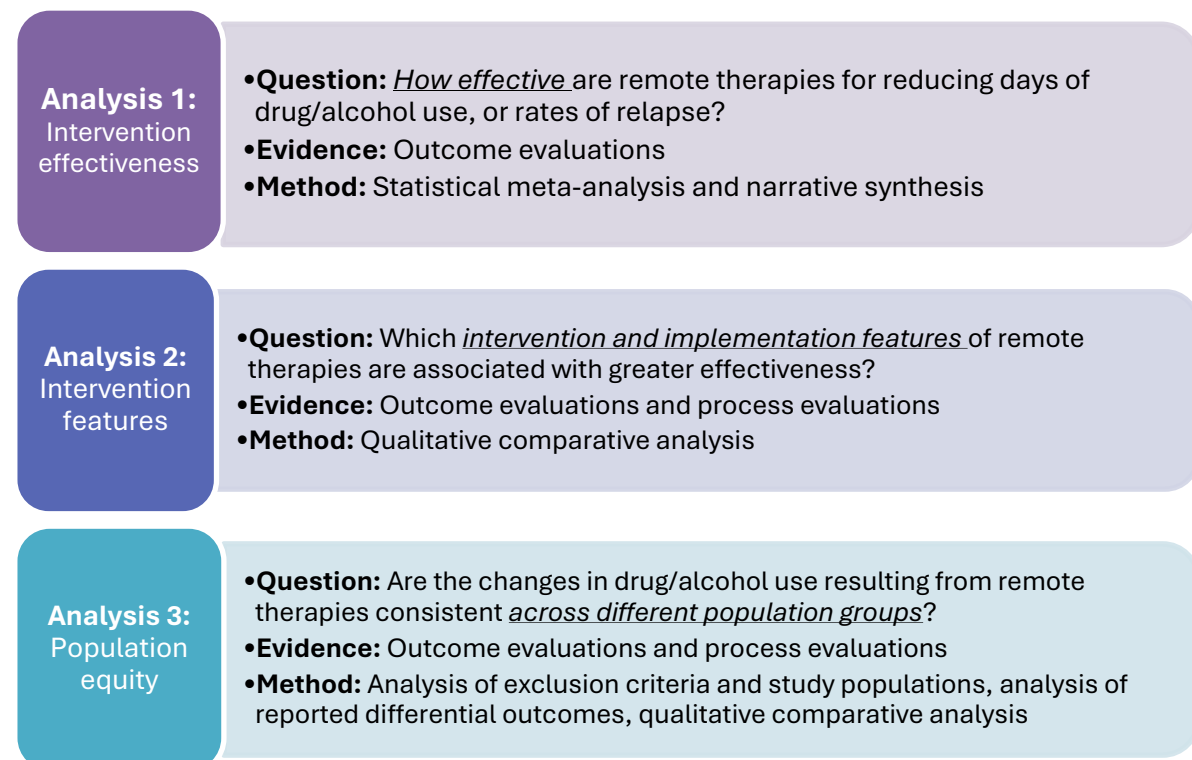 Analysis 1:
Intervention
effectiveness
•Question: How effective are remote therapies for reducing days of
drug/alcohol use, or rates of relapse?
•Evidence: Outcome evaluations
•Method: Statistical meta-analysis and narrative synthesis
Analysis 2:
Intervention
features
•Question: Which intervention and implementation features of remote
therapies are associated with greater effectiveness?
•Evidence: Outcome evaluations and process evaluations
•Method: Qualitative comparative analysis
Analysis 3:
Population
equity
•Question: Are the changes in drug/alcohol use resulting from remote
therapies consistent across different population groups?
•Evidence: Outcome evaluations and process evaluations
•Method: Analysis of exclusion criteria and study populations, analysis of
reported differential outcomes, qualitative comparative analysis